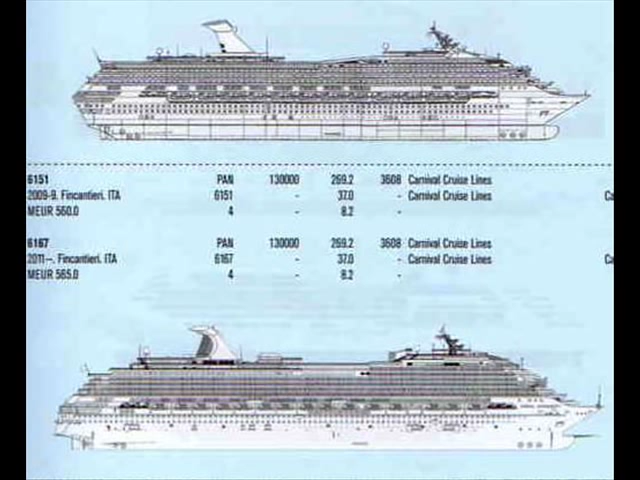 6151 PAN 130000 269.2 3608 Carnival Cruise Lines
2009-9. Fincantieri. ITA 6151 - 37.0 - Carnival Cruise Lines Ca
MEUR 560.0 4 - 8.2 -
6167 PAN 130000 269.2 3608 Carnival Cruise Lines
2011--. Fincantieri. ITA 6167 - 37.0 - Carnival Cruise Lines Ca
MEUR 565.0 4 - 8.2 -